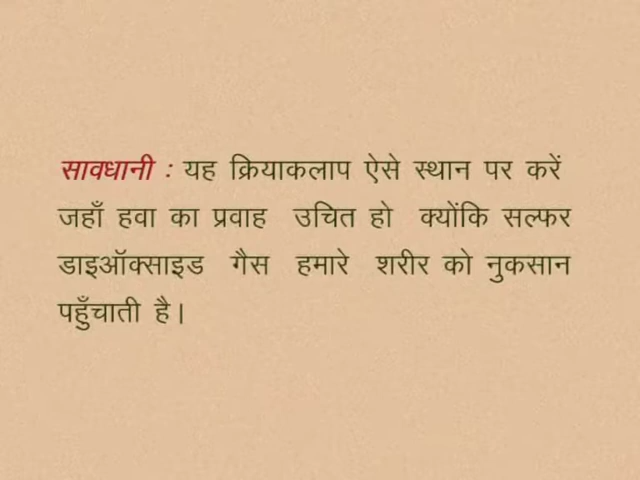 सावधानी : यह क्रियाकलाप ऐसे स्थान पर करें
जहाँ हवा का प्रवाह उचित हो क्योंकि सल्फर
डाइऑक्साइड गैस हमारे शरीर को नुकसान
पहुँचाती है।